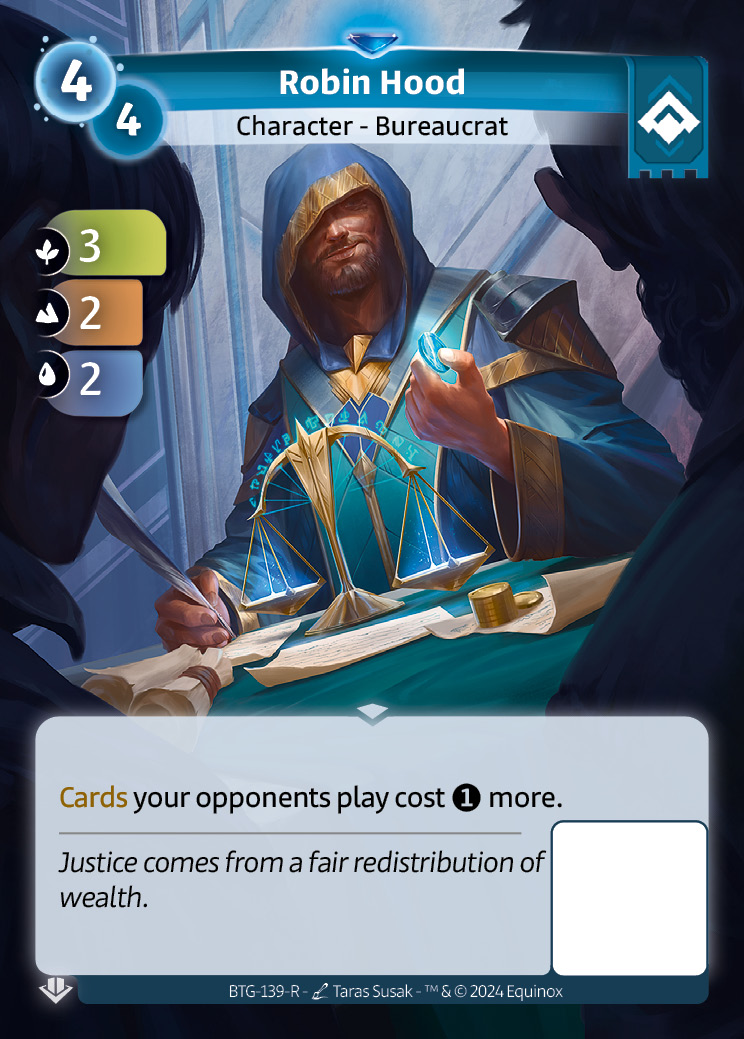 4
Robin Hood
4
Character - Bureaucrat
3
2
2
Cards your opponents play cost 1 more.
Justice comes from a fair redistribution of
wealth.
BTG-139-R - Taras Susak - ™ & © 2024 Equinox